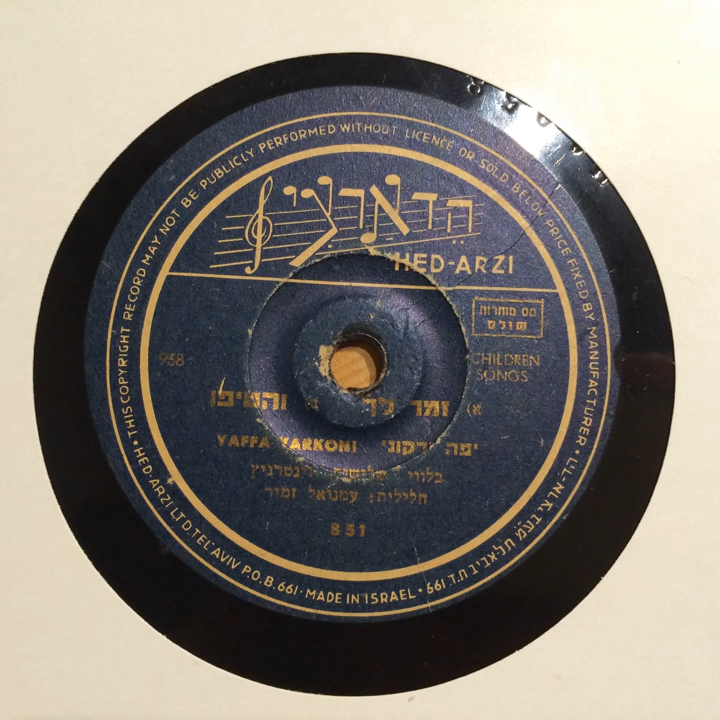 THIS COPYRIGHT RECORD MAY NOT BE PUBLICLY PERFORMED WITHOUT LICENCE OR SOLD BELOW PRICE FIXED BY MANUFACTURER •
הד ארצי
HED-ARZI
מס מותרות
שולם
958
CHILDREN
SONGS
א) זמר לך
YAFFA YARKONI יפה ירקוני
בלווי שלישית
חלילית: עמנואל זמיר
851
• HED-ARZI LTD. TEL AVIV P.O.B. 661 • MADE IN ISRAEL • הד-ארצי בע"מ תל-אביב ת.ד 661